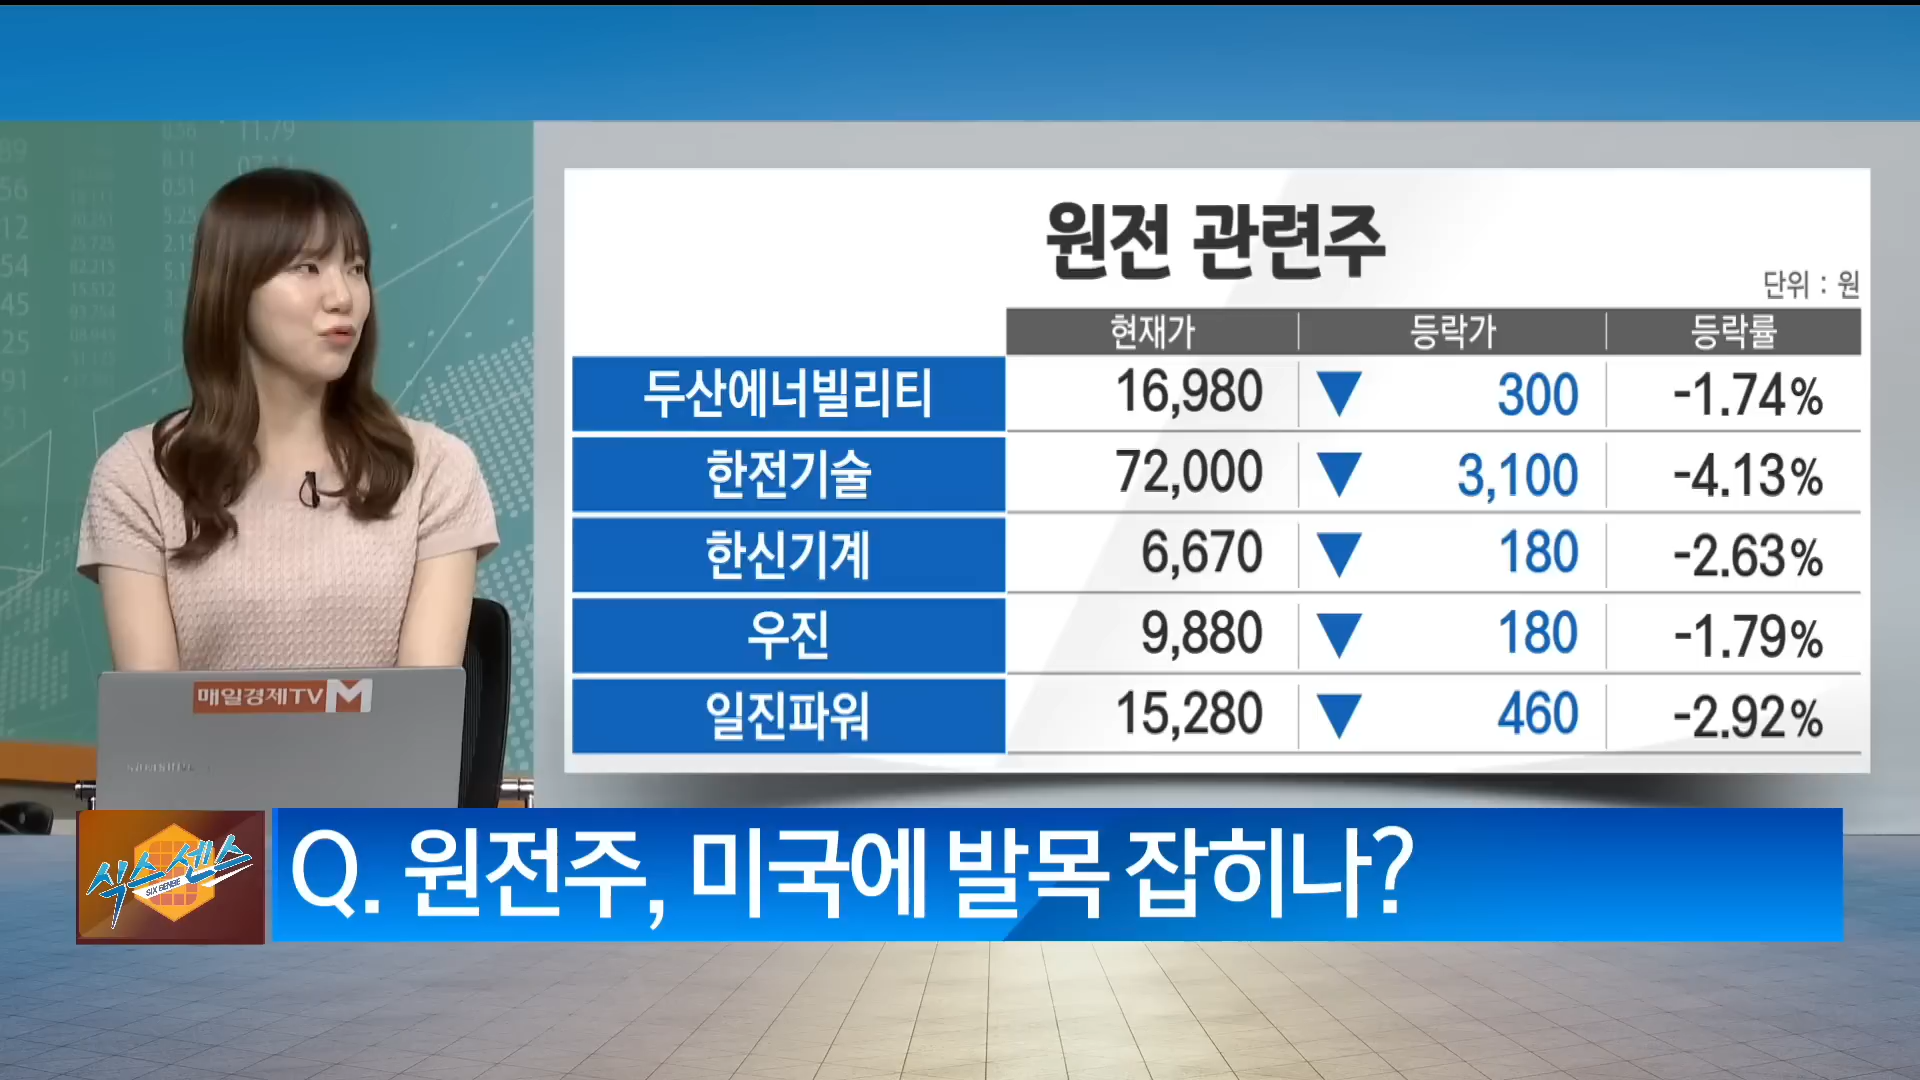 원전 관련주
단위 : 원
현재가 등락가 등락률
두산에너빌리티 16,980 ▼ 300 -1.74%
한전기술 72,000 ▼ 3,100 -4.13%
한신기계 6,670 ▼ 180 -2.63%
우진 9,880 ▼ 180 -1.79%
일진파워 15,280 ▼ 460 -2.92%
매일경제TV M
식스센스
SIX SENSE
Q. 원전주, 미국에 발목 잡히나?